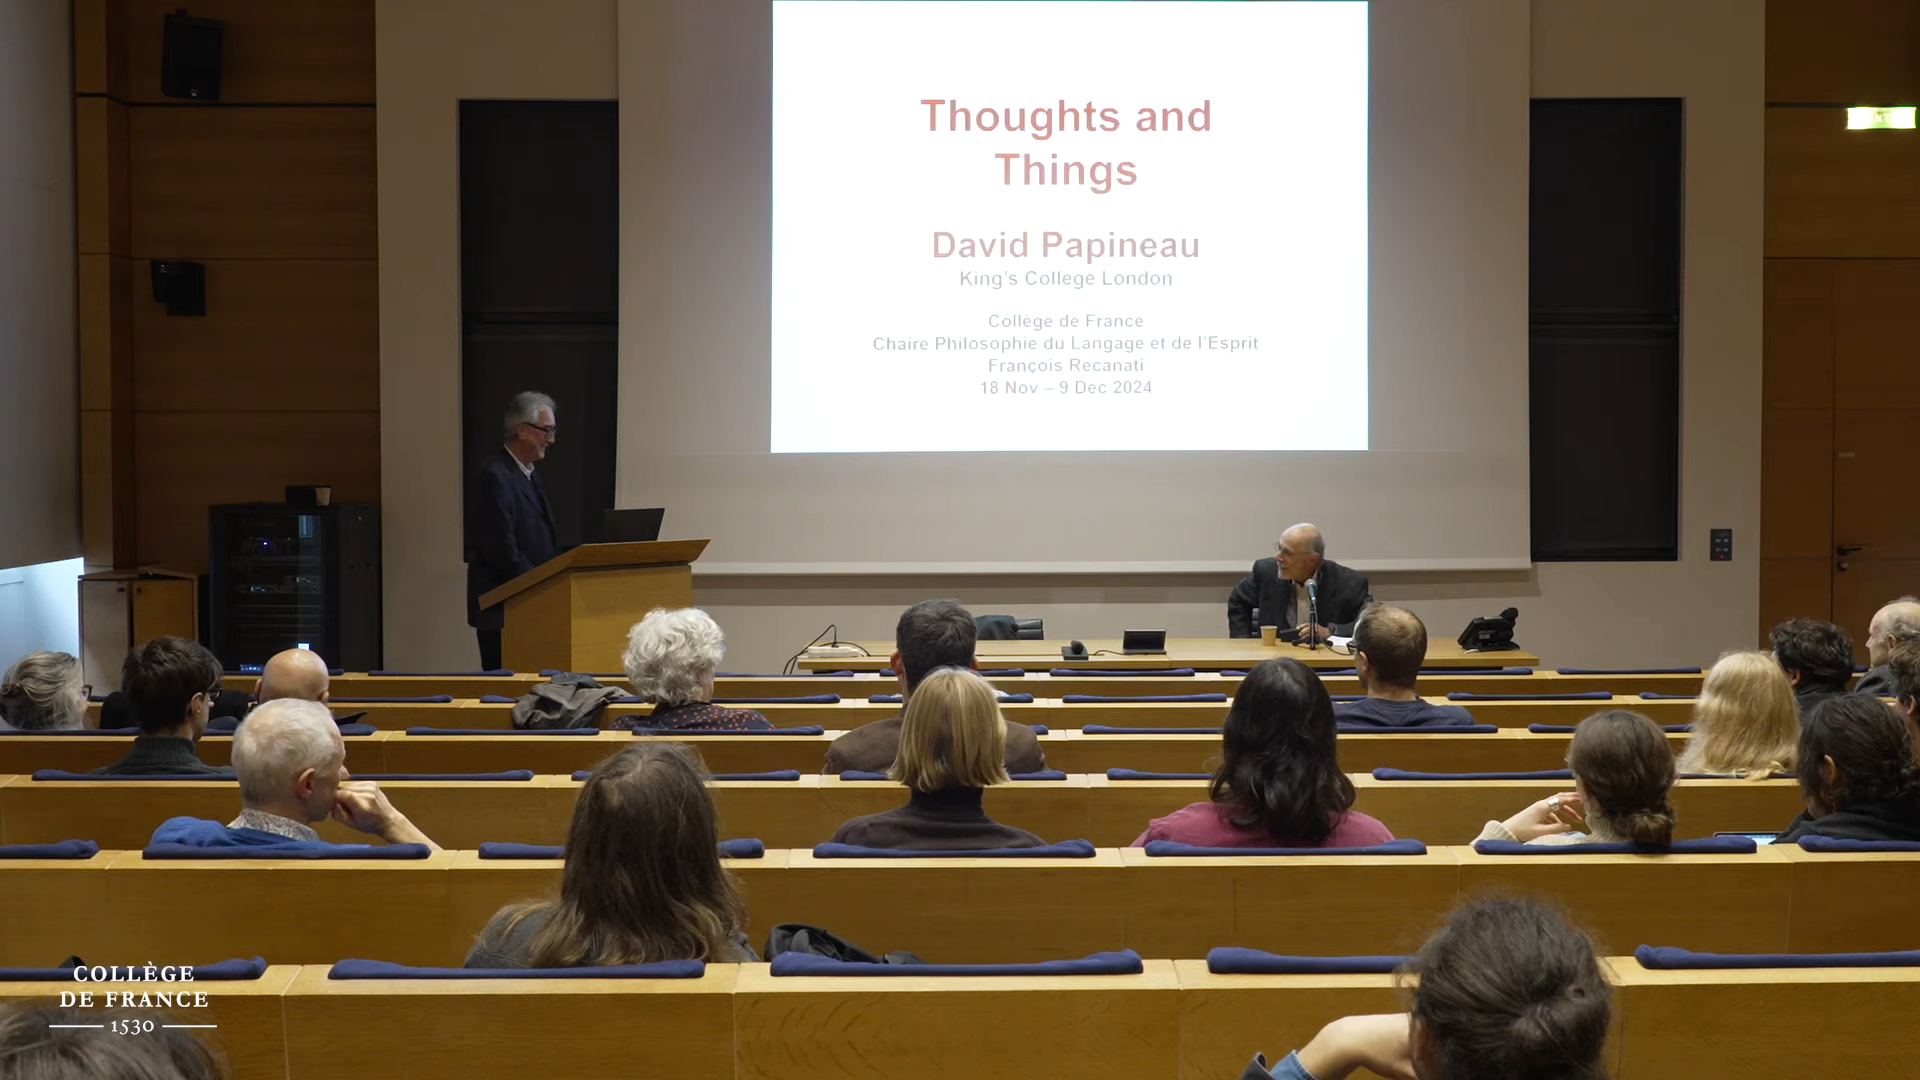 Thoughts and
Things
David Papineau
King's College London
Collège de France
Chaire Philosophie du Langage et de l'Esprit
François Recanati
18 Nov – 9 Dec 2024
COLLÈGE
DE FRANCE
1530